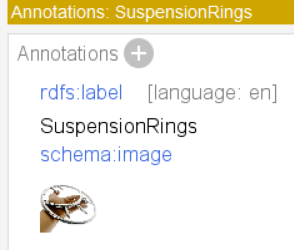 Annotations: SuspensionRings
Annotations +
rdfs:label [language: en]
SuspensionRings
schema:image